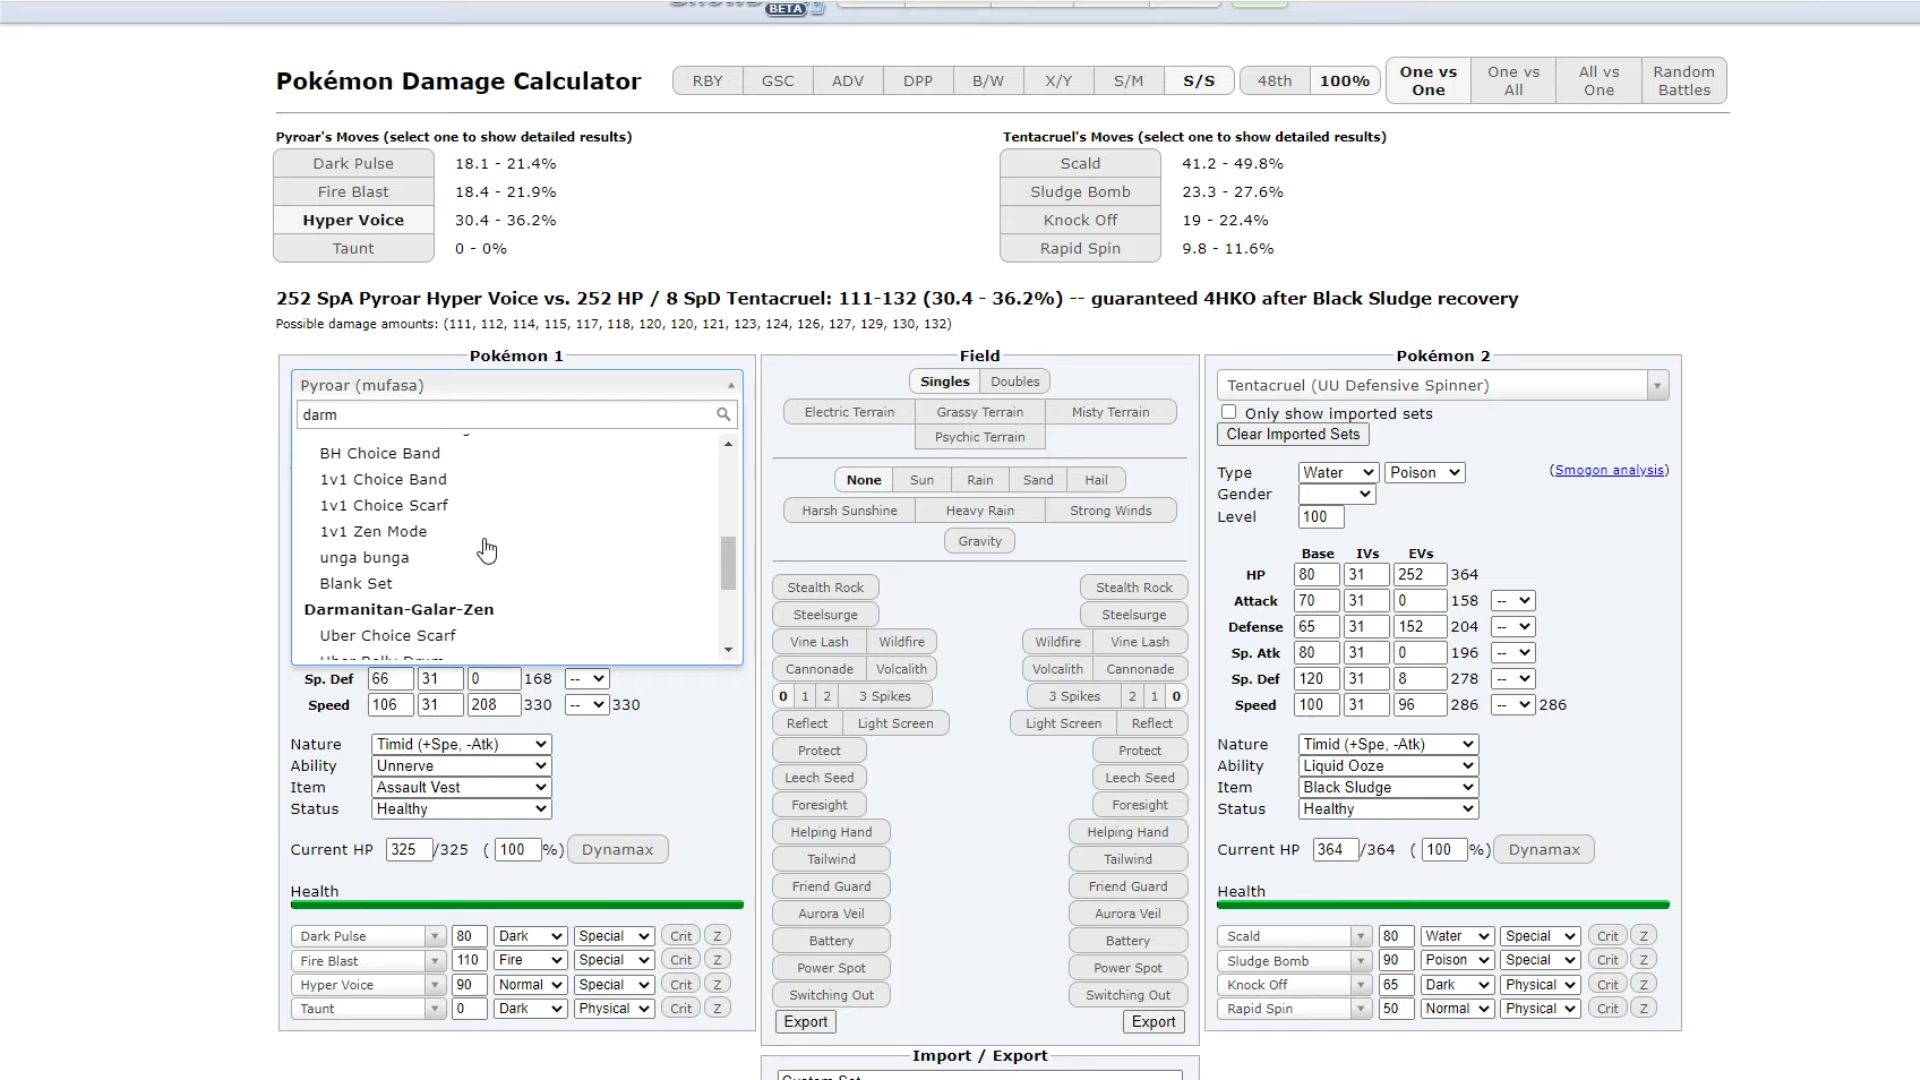 BETA
Pokémon Damage Calculator
RBY GSC ADV DPP B/W X/Y S/M S/S 48th 100% One vs One One vs All All vs One Random Battles
Pyroar's Moves (select one to show detailed results)
Dark Pulse 18.1 - 21.4%
Fire Blast 18.4 - 21.9%
Hyper Voice 30.4 - 36.2%
Taunt 0 - 0%
Tentacruel's Moves (select one to show detailed results)
Scald 41.2 - 49.8%
Sludge Bomb 23.3 - 27.6%
Knock Off 19 - 22.4%
Rapid Spin 9.8 - 11.6%
252 SpA Pyroar Hyper Voice vs. 252 HP / 8 SpD Tentacruel: 111-132 (30.4 - 36.2%) -- guaranteed 4HKO after Black Sludge recovery
Possible damage amounts: (111, 112, 114, 115, 117, 118, 120, 120, 121, 123, 124, 126, 127, 129, 130, 132)
Pokémon 1
Pyroar (mufasa)
darm
BH Choice Band
1v1 Choice Band
1v1 Choice Scarf
1v1 Zen Mode
unga bunga
Blank Set
Darmanitan-Galar-Zen
Uber Choice Scarf
Uber Belly Drum
Sp. Def 66 31 0 168 --
Speed 106 31 208 330 -- 330
Nature Timid (+Spe, -Atk)
Ability Unnerve
Item Assault Vest
Status Healthy
Current HP 325 /325 ( 100 %) Dynamax
Health
Dark Pulse 80 Dark Special Crit Z
Fire Blast 110 Fire Special Crit Z
Hyper Voice 90 Normal Special Crit Z
Taunt 0 Dark Physical Crit Z
Field
Singles Doubles
Electric Terrain Grassy Terrain Misty Terrain
Psychic Terrain
None Sun Rain Sand Hail
Harsh Sunshine Heavy Rain Strong Winds
Gravity
Stealth Rock Stealth Rock
Steelsurge Steelsurge
Vine Lash Wildfire Wildfire Vine Lash
Cannonade Volcalith Volcalith Cannonade
0 1 2 3 Spikes 3 Spikes 2 1 0
Reflect Light Screen Light Screen Reflect
Protect Protect
Leech Seed Leech Seed
Foresight Foresight
Helping Hand Helping Hand
Tailwind Tailwind
Friend Guard Friend Guard
Aurora Veil Aurora Veil
Battery Battery
Power Spot Power Spot
Switching Out Switching Out
Export Export
Import / Export
Custom Set
Pokémon 2
Tentacruel (UU Defensive Spinner)
Only show imported sets
Clear Imported Sets
Type Water Poison (Smogon analysis)
Gender
Level 100
Base IVs EVs
HP 80 31 252 364
Attack 70 31 0 158 --
Defense 65 31 152 204 --
Sp. Atk 80 31 0 196 --
Sp. Def 120 31 8 278 --
Speed 100 31 96 286 -- 286
Nature Timid (+Spe, -Atk)
Ability Liquid Ooze
Item Black Sludge
Status Healthy
Current HP 364 /364 ( 100 %) Dynamax
Health
Scald 80 Water Special Crit Z
Sludge Bomb 90 Poison Special Crit Z
Knock Off 65 Dark Physical Crit Z
Rapid Spin 50 Normal Physical Crit Z